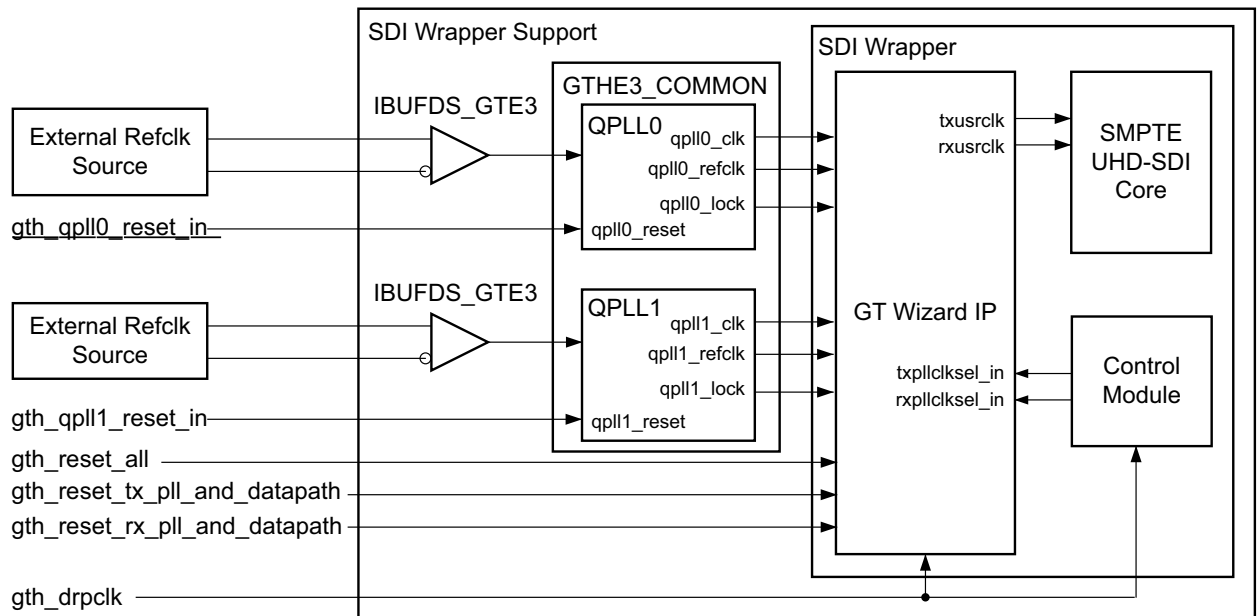 SDI Wrapper Support
SDI Wrapper
GTHE3_COMMON
IBUFDS_GTE3
External Refclk
Source
QPLL0
qpll0_clk
qpll0_refclk
qpll0_lock
qpll0_reset
gth_qpll0_reset_in
txusrclk
rxusrclk
SMPTE
UHD-SDI
Core
IBUFDS_GTE3
External Refclk
Source
QPLL1
qpll1_clk
qpll1_refclk
qpll1_lock
qpll1_reset
gth_qpll1_reset_in
GT Wizard IP
txpllclksel_in
rxpllclksel_in
Control
Module
gth_reset_all
gth_reset_tx_pll_and_datapath
gth_reset_rx_pll_and_datapath
gth_drpclk